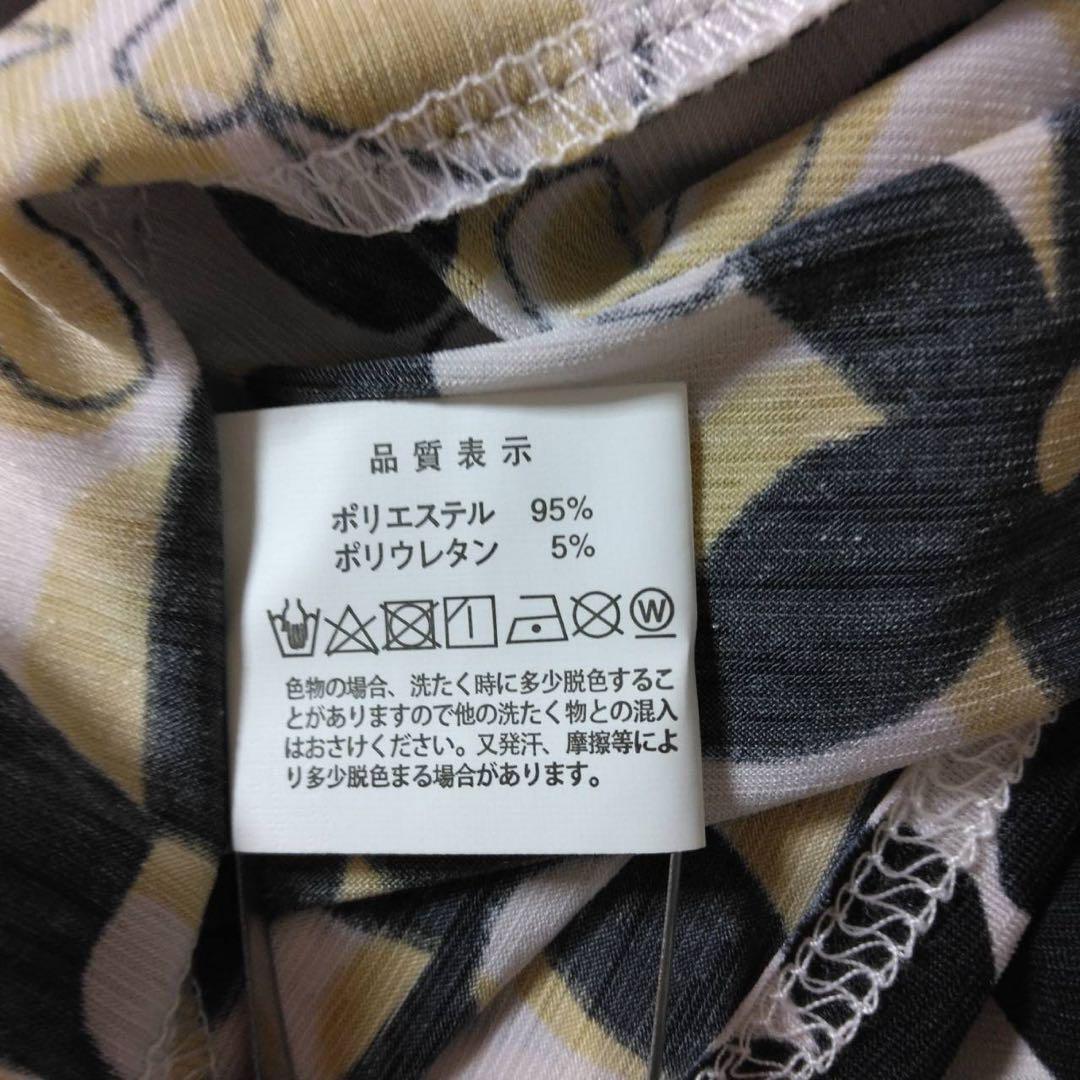 品質表示
ポリエステル 95%
ポリウレタン 5%
W
色物の場合、洗たく時に多少脱色するこ
とがありますので他の洗たく物との混入
はおさけください。又発汗、摩擦等によ
り多少脱色まる場合があります。